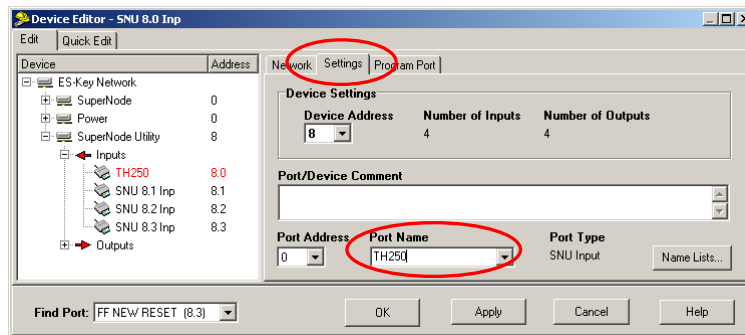 Device Editor - SNU 8.0 Inp
Edit Quick Edit
Device Address
ES-Key Network
SuperNode 0
Power 0
SuperNode Utility 8
Inputs
TH250 8.0
SNU 8.1 Inp 8.1
SNU 8.2 Inp 8.2
SNU 8.3 Inp 8.3
Outputs
Network Settings Program Port
Device Settings
Device Address Number of Inputs Number of Outputs
8 4 4
Port/Device Comment
Port Address Port Name Port Type
0 TH250 SNU Input Name Lists...
Find Port: FF NEW RESET (8.3) OK Apply Cancel Help